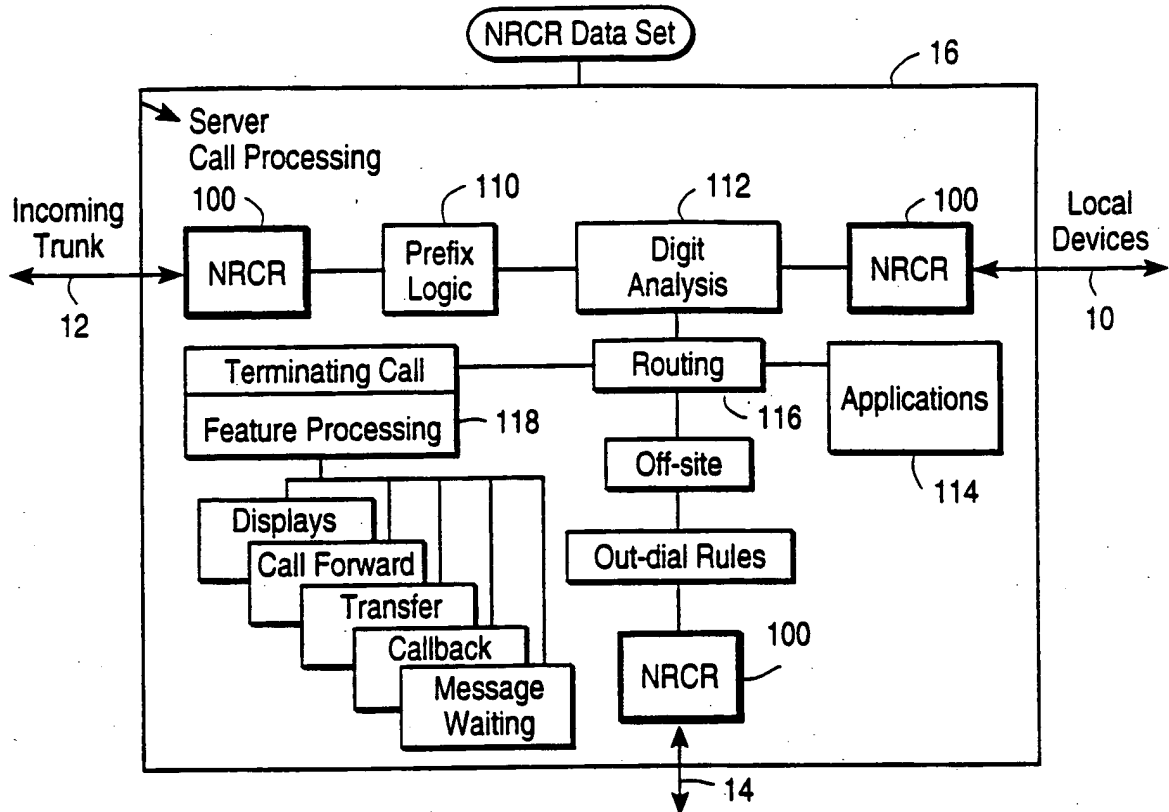 NRCR Data Set
16
Server
Call Processing
100
110
112
100
Incoming
Trunk
Local
Devices
NRCR
Prefix
Logic
Digit
Analysis
NRCR
12
10
Terminating Call
Routing
Applications
Feature Processing
118
116
114
Off-site
Displays
Call Forward
Out-dial Rules
Transfer
Callback
100
NRCR
Message
Waiting
14